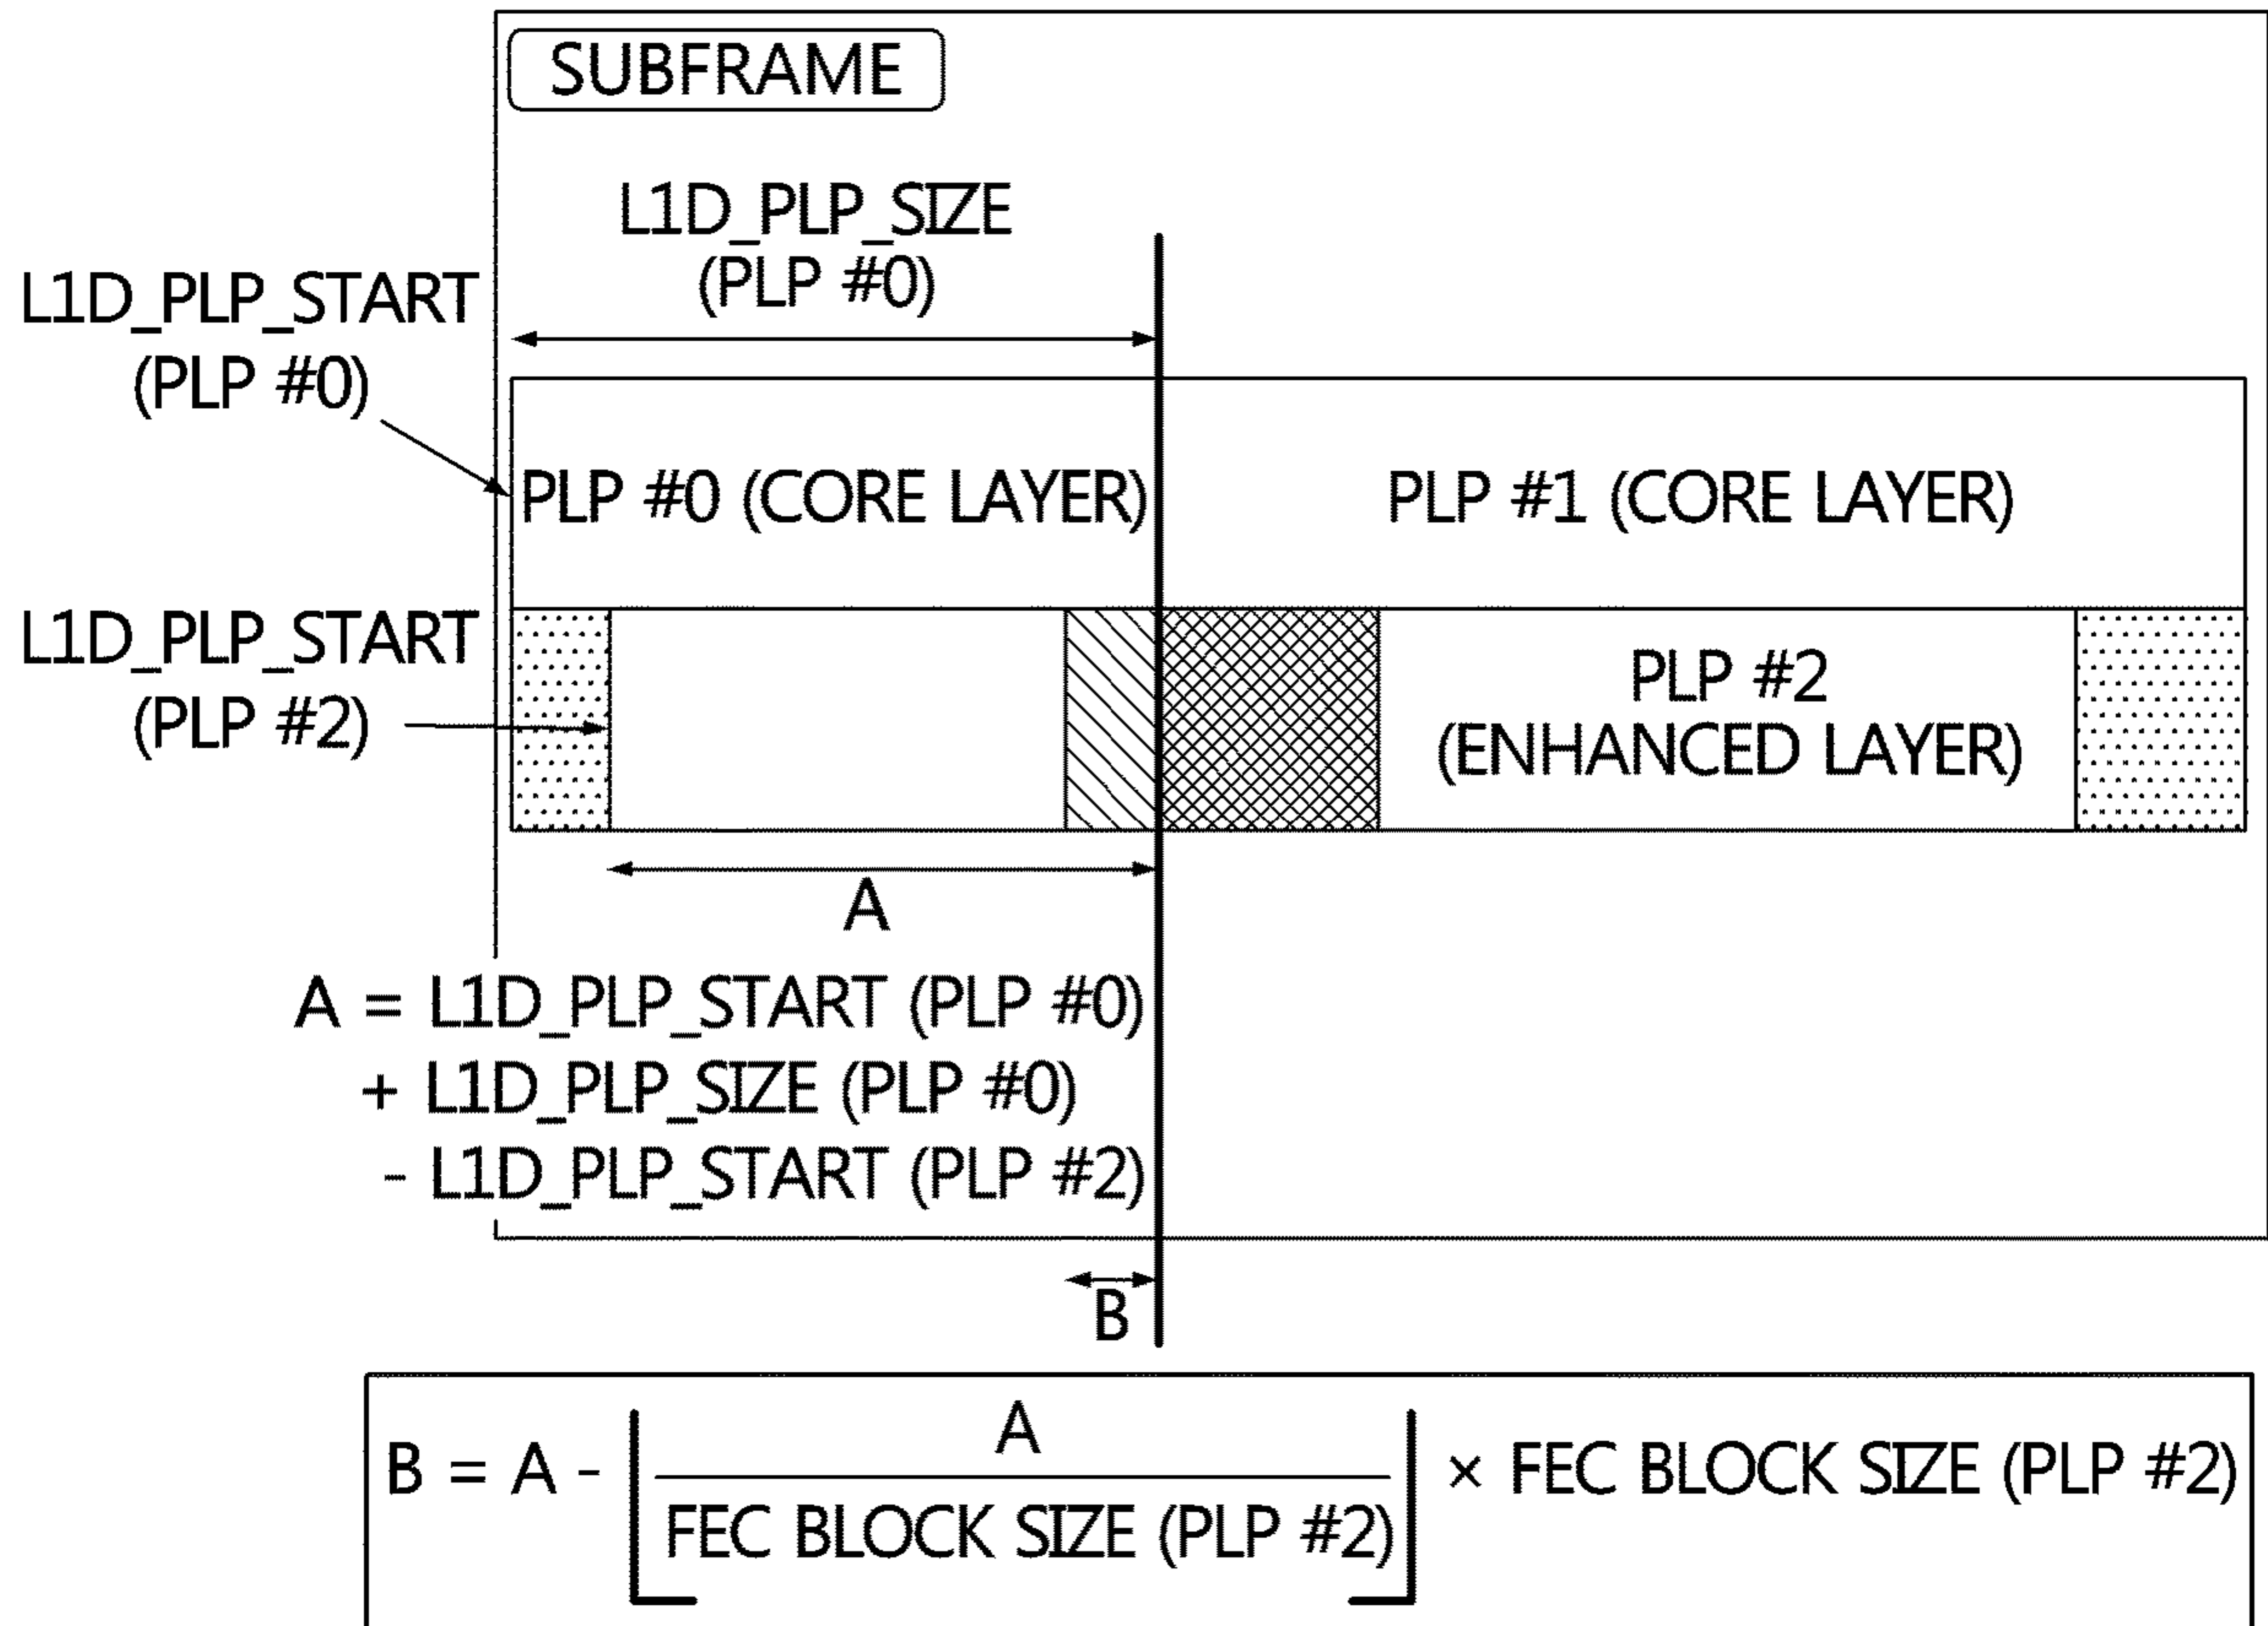 SUBFRAME
L1D_PLP_SIZE
(PLP #0)
L1D_PLP_START
(PLP #0)
PLP #0 (CORE LAYER)
PLP #1 (CORE LAYER)
L1D_PLP_START
(PLP #2)
PLP #2
(ENHANCED LAYER)
A
A = L1D_PLP_START (PLP #0)
+ L1D_PLP_SIZE (PLP #0)
- L1D_PLP_START (PLP #2)
B
B = A - ⌊ A / FEC BLOCK SIZE (PLP #2) ⌋ × FEC BLOCK SIZE (PLP #2)